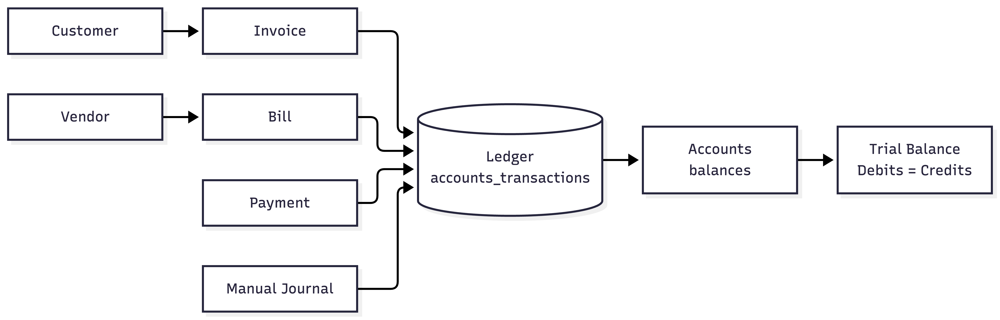 Customer
Invoice
Vendor
Bill
Payment
Manual Journal
Ledger
accounts_transactions
Accounts
balances
Trial Balance
Debits = Credits